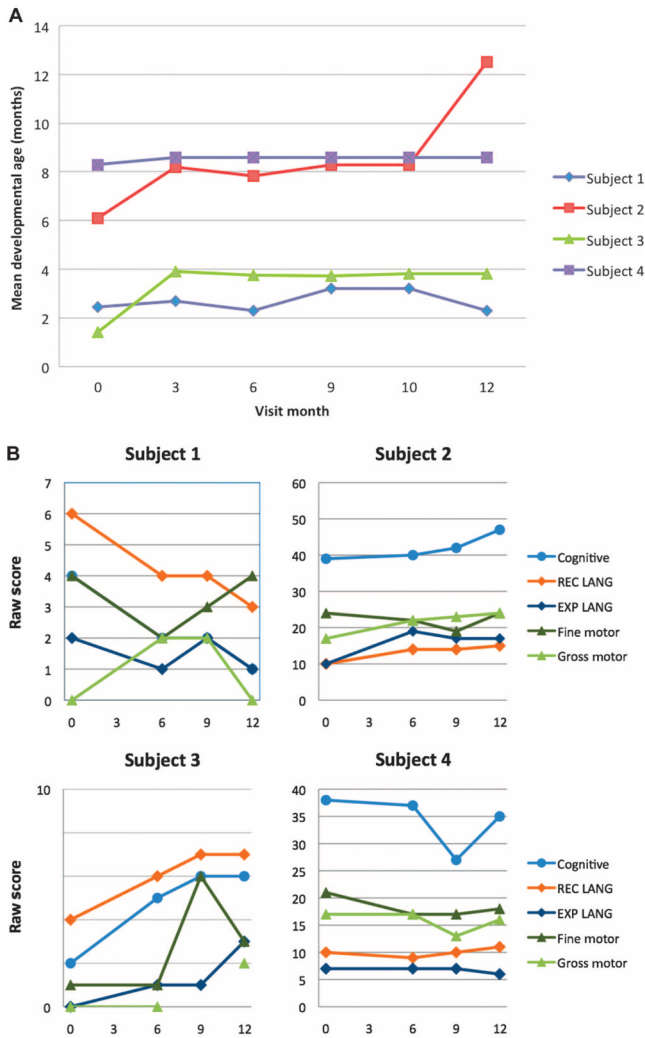 A
14
12
10
8
6
4
2
0
Mean developmental age (months)
0 3 6 9 10 12
Visit month
Subject 1
Subject 2
Subject 3
Subject 4
B
Subject 1
Raw score
7
6
5
4
3
2
1
0
0 3 6 9 12
Subject 2
60
50
40
30
20
10
0
0 3 6 9 12
Cognitive
REC LANG
EXP LANG
Fine motor
Gross motor
Subject 3
Raw score
10
0
0 3 6 9 12
Subject 4
40
35
30
25
20
15
10
5
0
0 3 6 9 12
Cognitive
REC LANG
EXP LANG
Fine motor
Gross motor